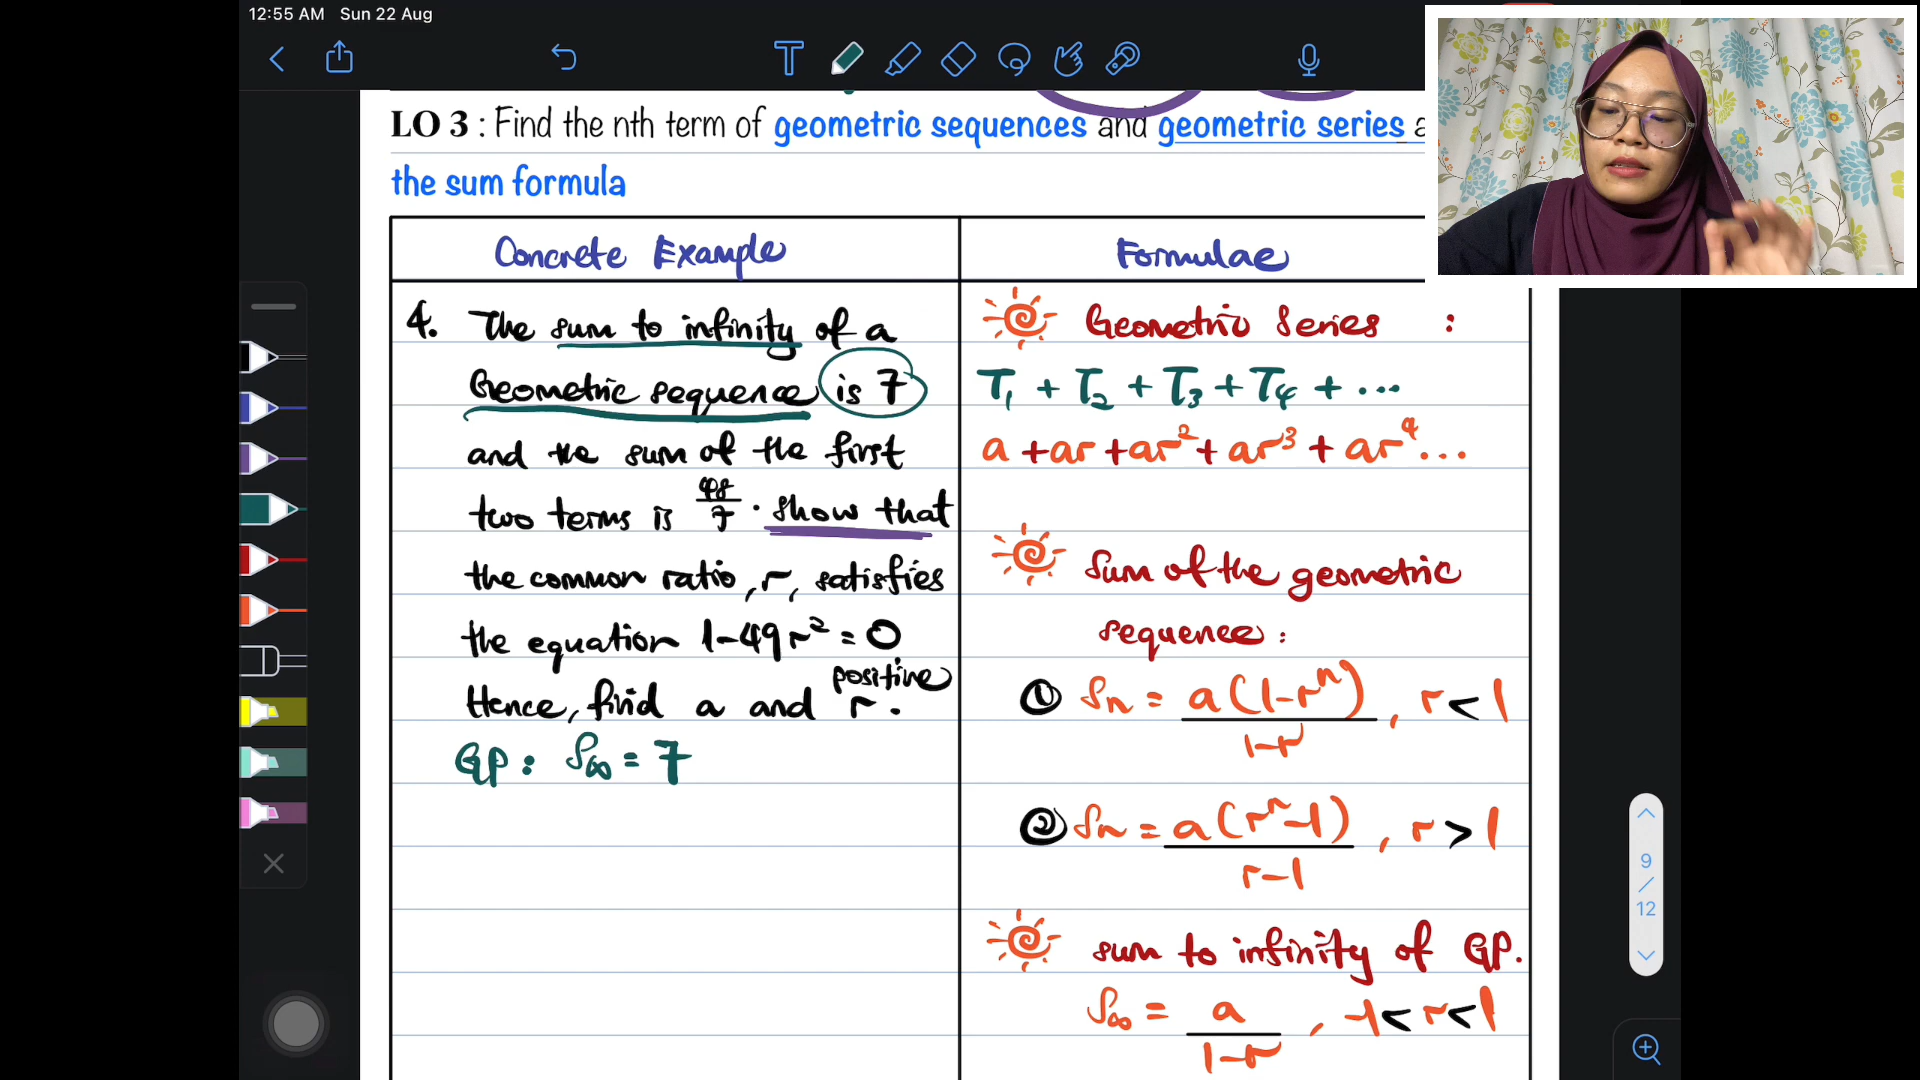 12:55 AM Sun 22 Aug
LO 3 : Find the nth term of geometric sequences and geometric series a
the sum formula
Concrete Example
4. The sum to infinity of a
Geometric sequence is 7
and the sum of the first
two terms is 48/7 . show that
the common ratio, r, satisfies
the equation 1-49r² = 0
Hence, find a and positive r.
GP : S∞ = 7
Formulae
Geometric Series :
T₁ + T₂ + T₃ + T₄ + ...
a + ar + ar² + ar³ + ar⁴ ...
Sum of the geometric
sequence :
① Sn = a(1-rⁿ)/1-r , r < 1
② Sn = a(rⁿ-1)/r-1 , r > 1
sum to infinity of GP.
S∞ = a/1-r , -1 < r < 1
9
/
12